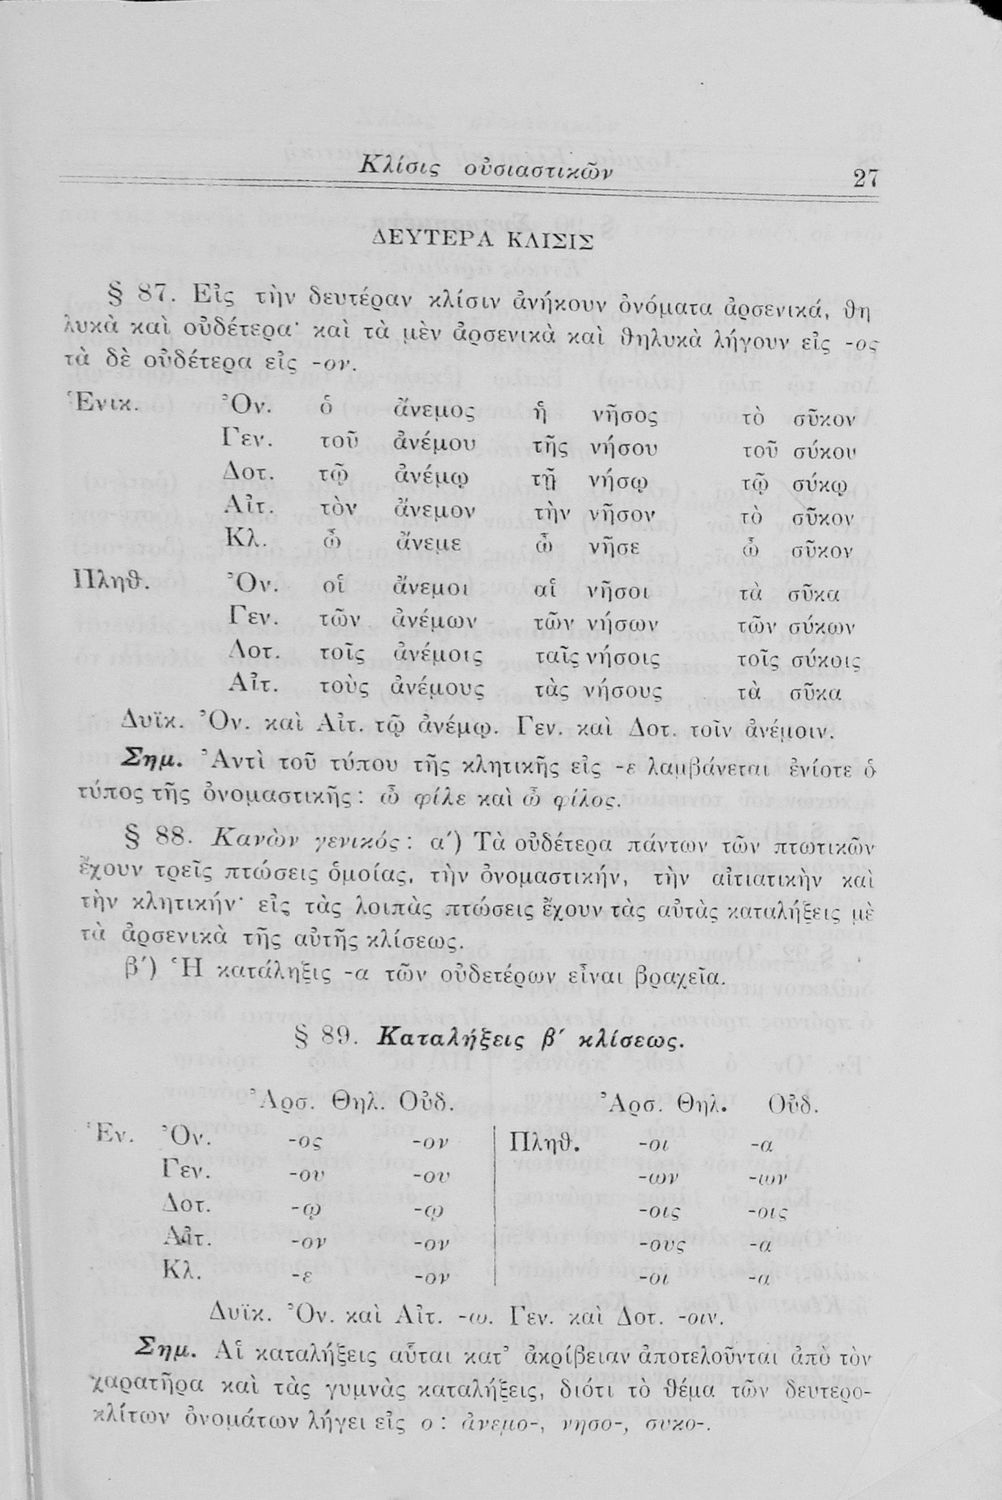 Κλίσις οὐσιαστικῶν 27
ΔΕΥΤΕΡΑ ΚΛΙΣΙΣ
§ 87. Εἰς τὴν δευτέραν κλίσιν ἀνήκουν ὀνόματα ἀρσενικά, θη
λυκὰ καὶ οὐδέτερα· καὶ τὰ μὲν ἀρσενικὰ καὶ θηλυκὰ λήγουν εἰς -ος
τὰ δὲ οὐδέτερα εἰς -ον.
Ἑνικ. Ὀν. ὁ ἄνεμος ἡ νῆσος τὸ σῦκον
Γεν. τοῦ ἀνέμου τῆς νήσου τοῦ σύκου
Δοτ. τῷ ἀνέμῳ τῇ νήσῳ τῷ σύκῳ
Αἰτ. τὸν ἄνεμον τὴν νῆσον τὸ σῦκον
Κλ. ὦ ἄνεμε ὦ νῆσε ὦ σῦκον
Πληθ. Ὀν. οἱ ἄνεμοι αἱ νῆσοι τὰ σῦκα
Γεν. τῶν ἀνέμων τῶν νήσων τῶν σύκων
Δοτ. τοῖς ἀνέμοις ταῖς νήσοις τοῖς σύκοις
Αἰτ. τοὺς ἀνέμους τὰς νήσους τὰ σῦκα
Δυϊκ. Ὀν. καὶ Αἰτ. τῷ ἀνέμῳ. Γεν. καὶ Δοτ. τοῖν ἀνέμοιν.
Σημ. Ἀντὶ τοῦ τύπου τῆς κλητικῆς εἰς -ε λαμβάνεται ἐνίοτε ὁ
τύπος τῆς ὀνομαστικῆς : ὦ φίλε καὶ ὦ φίλος.
§ 88. Κανὼν γενικός : α΄) Τὰ οὐδέτερα πάντων τῶν πτωτικῶν
ἔχουν τρεῖς πτώσεις ὁμοίας, τὴν ὀνομαστικήν, τὴν αἰτιατικὴν καὶ
τὴν κλητικήν· εἰς τὰς λοιπὰς πτώσεις ἔχουν τὰς αὐτὰς καταλήξεις μὲ
τὰ ἀρσενικὰ τῆς αὐτῆς κλίσεως.
β΄) Ἡ κατάληξις -α τῶν οὐδετέρων εἶναι βραχεῖα.
§ 89. Καταλήξεις β΄ κλίσεως.
Ἀρσ. Θηλ. Οὐδ. Ἀρσ. Θηλ. Οὐδ.
Ἑν. Ὀν. -ος -ον Πληθ. -οι -α
Γεν. -ου -ου -ων -ων
Δοτ. -ῳ -ῳ -οις -οις
Αἰτ. -ον -ον -ους -α
Κλ. -ε -ον -οι -α
Δυϊκ. Ὀν. καὶ Αἰτ. -ω. Γεν. καὶ Δοτ. -οιν.
Σημ. Αἱ καταλήξεις αὗται κατ' ἀκρίβειαν ἀποτελοῦνται ἀπὸ τὸν
χαρατῆρα καὶ τὰς γυμνὰς καταλήξεις, διότι τὸ θέμα τῶν δευτερο-
κλίτων ὀνομάτων λήγει εἰς ο : ἀνεμο-, νησο-, συκο-.